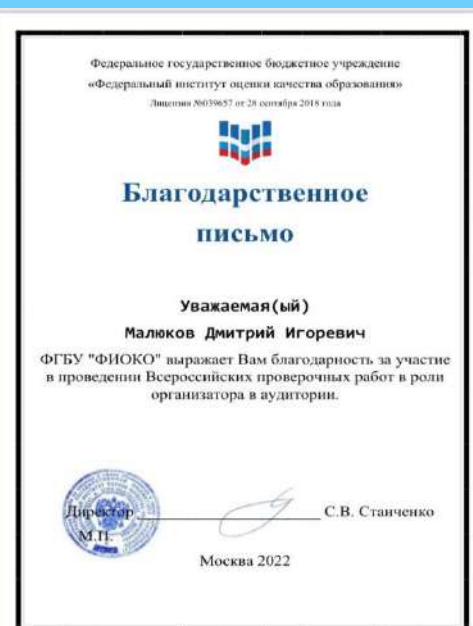 Федеральное государственное бюджетное учреждение
«Федеральный институт оценки качества образования»
Лицензия №039657 от 28 сентября 2018 года
Благодарственное
письмо
Уважаемая(ый)
Малюков Дмитрий Игоревич
ФГБУ "ФИОКО" выражает Вам благодарность за участие
в проведении Всероссийских проверочных работ в роли
организатора в аудитории.
Директор С.В. Станченко
М.П.
Москва 2022